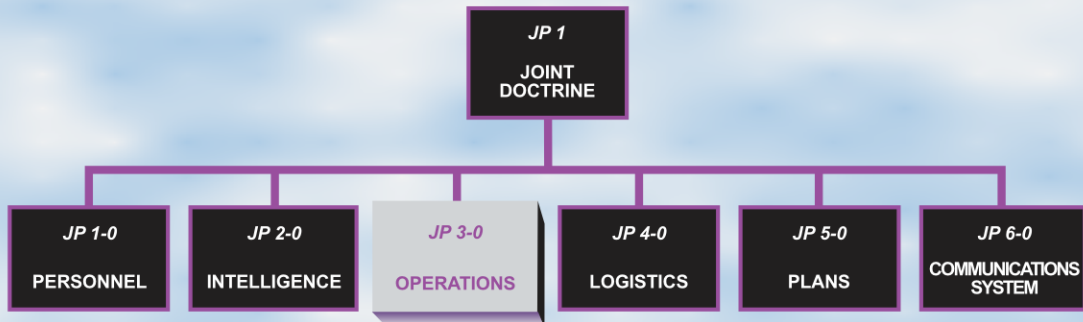 JP 1
JOINT
DOCTRINE
JP 1-0
PERSONNEL
JP 2-0
INTELLIGENCE
JP 3-0
OPERATIONS
JP 4-0
LOGISTICS
JP 5-0
PLANS
JP 6-0
COMMUNICATIONS
SYSTEM